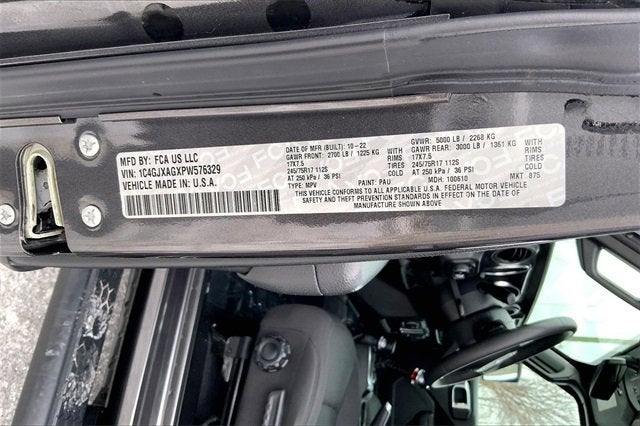 MFD BY: FCA US LLC
VIN: 1C4GJXAGXPW576329
VEHICLE MADE IN: U.S.A.
DATE OF MFR (BUILT): 10-22
GAWR FRONT: 2700 LB / 1225 KG WITH
17X7.5 RIMS
245/75R17 112S TIRES
AT 250 kPa / 36 PSI COLD
TYPE: MPV PAINT: PAU
GVWR: 5000 LB / 2268 KG
GAWR REAR: 3000 LB / 1361 KG WITH
17X7.5 RIMS
245/75R17 112S TIRES
AT 250 kPa / 36 PSI COLD
MDH: 100610 MKT: 875
THIS VEHICLE CONFORMS TO ALL APPLICABLE U.S.A. FEDERAL MOTOR VEHICLE
SAFETY AND THEFT PREVENTION STANDARDS IN EFFECT ON THE DATE OF
MANUFACTURE SHOWN ABOVE